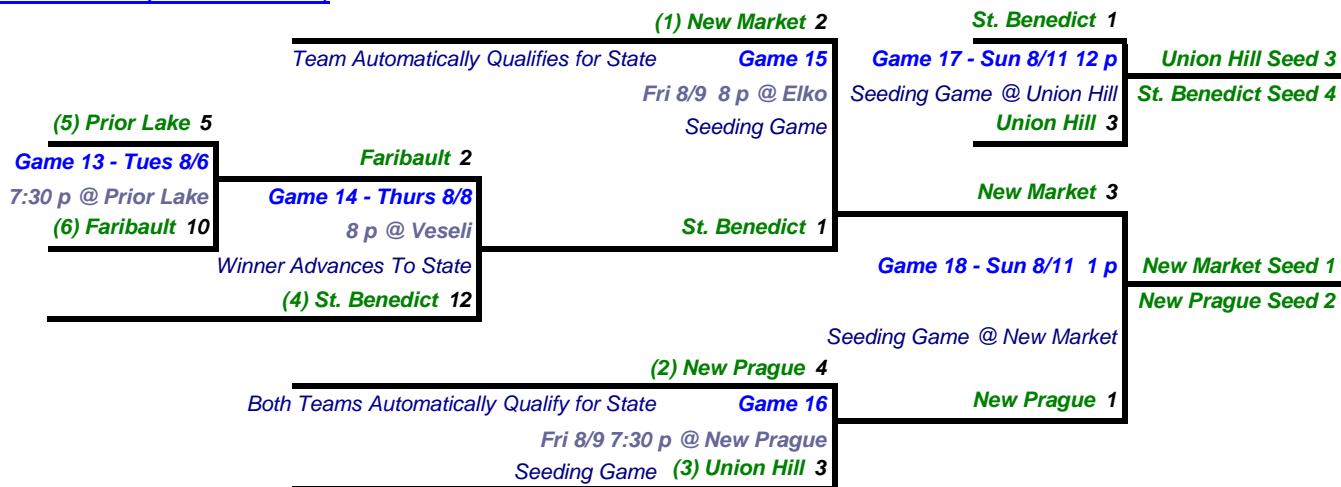 (1) New Market 2
St. Benedict 1
Team Automatically Qualifies for State Game 15
Game 17 - Sun 8/11 12 p
Union Hill Seed 3
Fri 8/9 8 p @ Elko
Seeding Game @ Union Hill
St. Benedict Seed 4
(5) Prior Lake 5
Seeding Game
Union Hill 3
Game 13 - Tues 8/6
Faribault 2
7:30 p @ Prior Lake
Game 14 - Thurs 8/8
New Market 3
(6) Faribault 10
8 p @ Veseli
St. Benedict 1
Winner Advances To State
Game 18 - Sun 8/11 1 p
New Market Seed 1
(4) St. Benedict 12
New Prague Seed 2
Seeding Game @ New Market
(2) New Prague 4
Both Teams Automatically Qualify for State Game 16
New Prague 1
Fri 8/9 7:30 p @ New Prague
Seeding Game (3) Union Hill 3